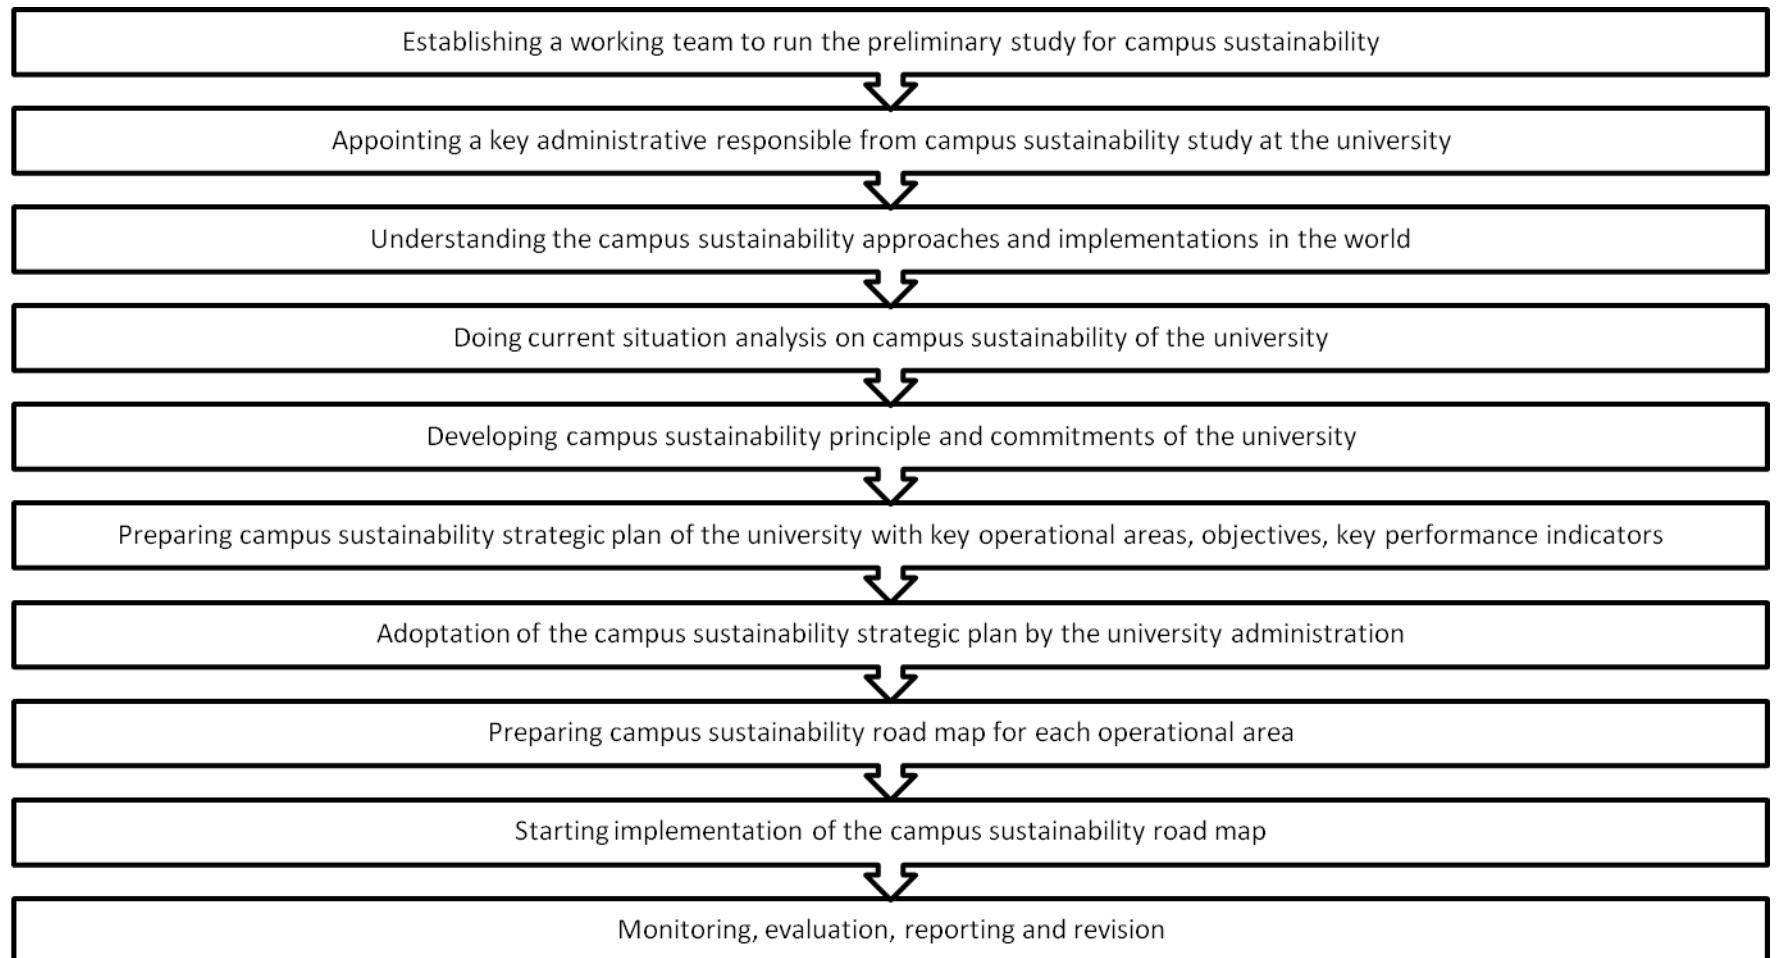 Establishing a working team to run the preliminary study for campus sustainability
Appointing a key administrative responsible from campus sustainability study at the university
Understanding the campus sustainability approaches and implementations in the world
Doing current situation analysis on campus sustainability of the university
Developing campus sustainability principle and commitments of the university
Preparing campus sustainability strategic plan of the university with key operational areas, objectives, key performance indicators
Adoptation of the campus sustainability strategic plan by the university administration
Preparing campus sustainability road map for each operational area
Starting implementation of the campus sustainability road map
Monitoring, evaluation, reporting and revision